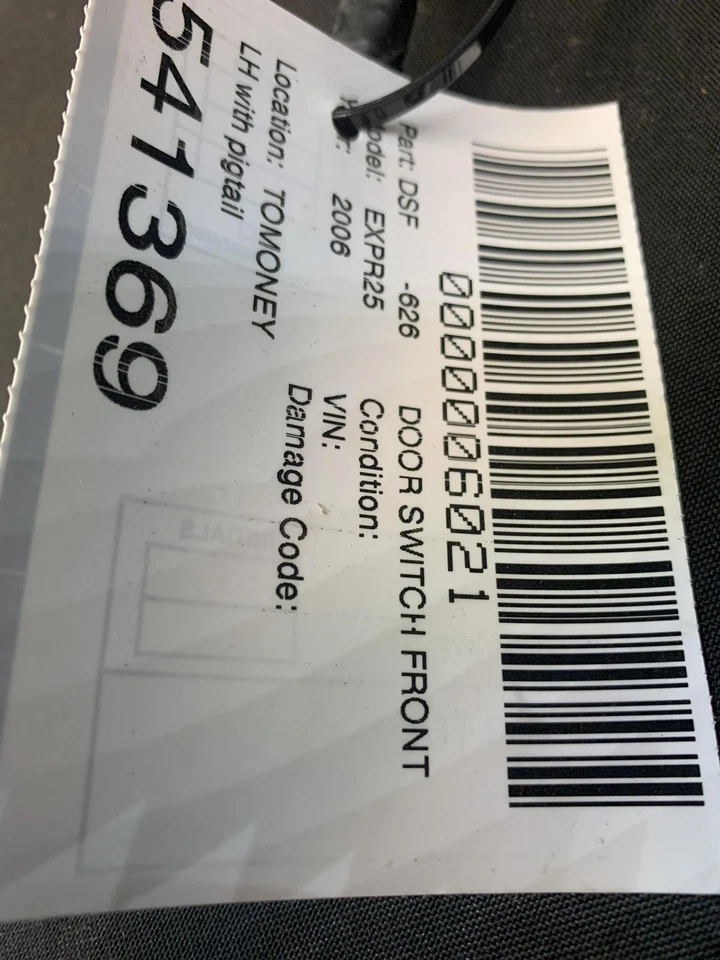 0000006021
Part: DSF -626 DOOR SWITCH FRONT
Model: EXPR25 Condition:
2006 VIN:
Location: TOMONEY Damage Code:
LH with pigtail
541369